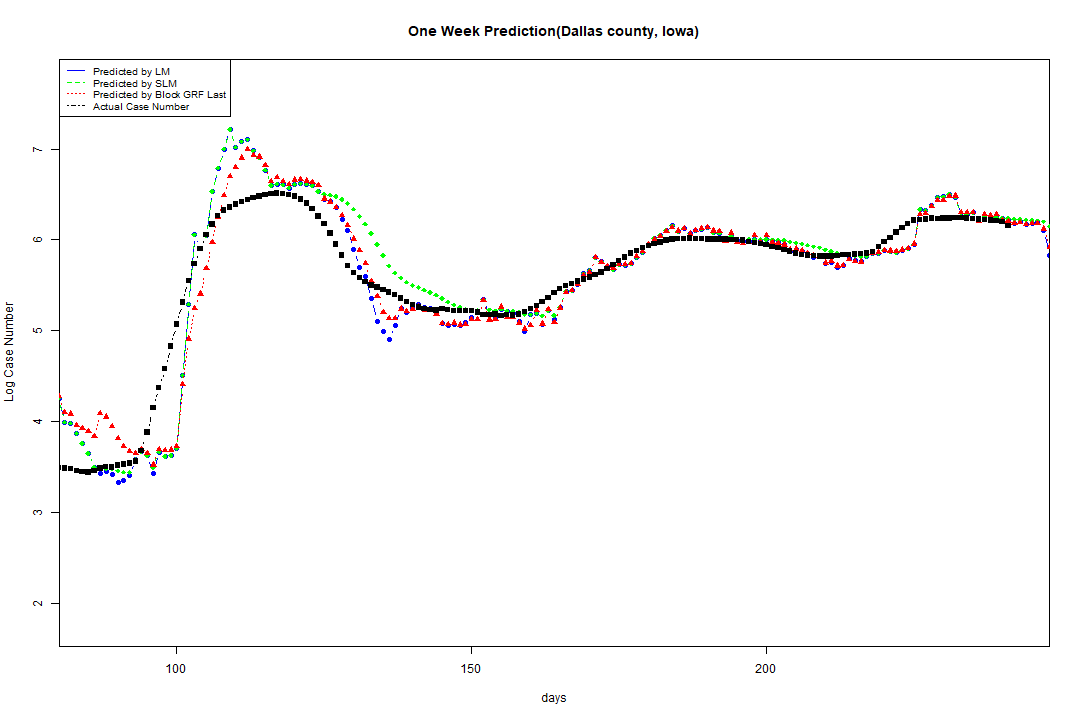 One Week Prediction(Dallas county, Iowa)
Predicted by LM
Predicted by SLM
Predicted by Block GRF Last
Actual Case Number
7
6
5
4
3
2
Log Case Number
100 150 200
days